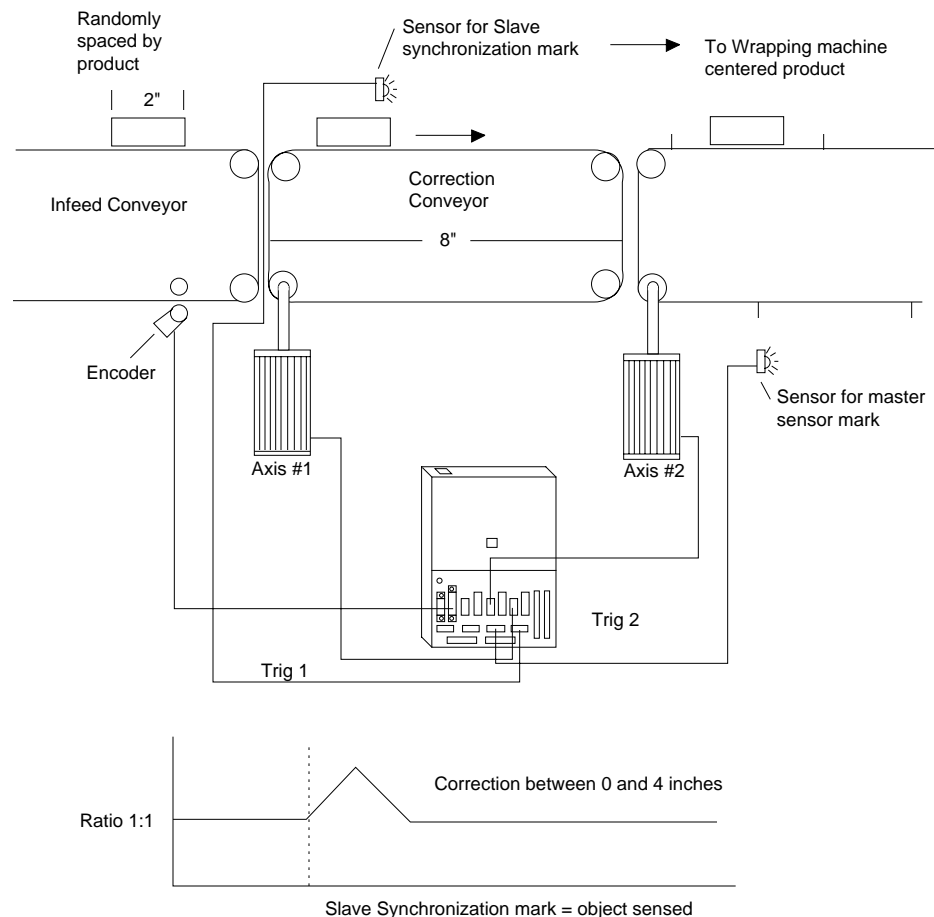 Randomly
spaced by
product
2"
Sensor for Slave
synchronization mark
To Wrapping machine
centered product
Infeed Conveyor
Correction
Conveyor
8"
Encoder
Sensor for master
sensor mark
Axis #1
Axis #2
Trig 2
Trig 1
Correction between 0 and 4 inches
Ratio 1:1
Slave Synchronization mark = object sensed